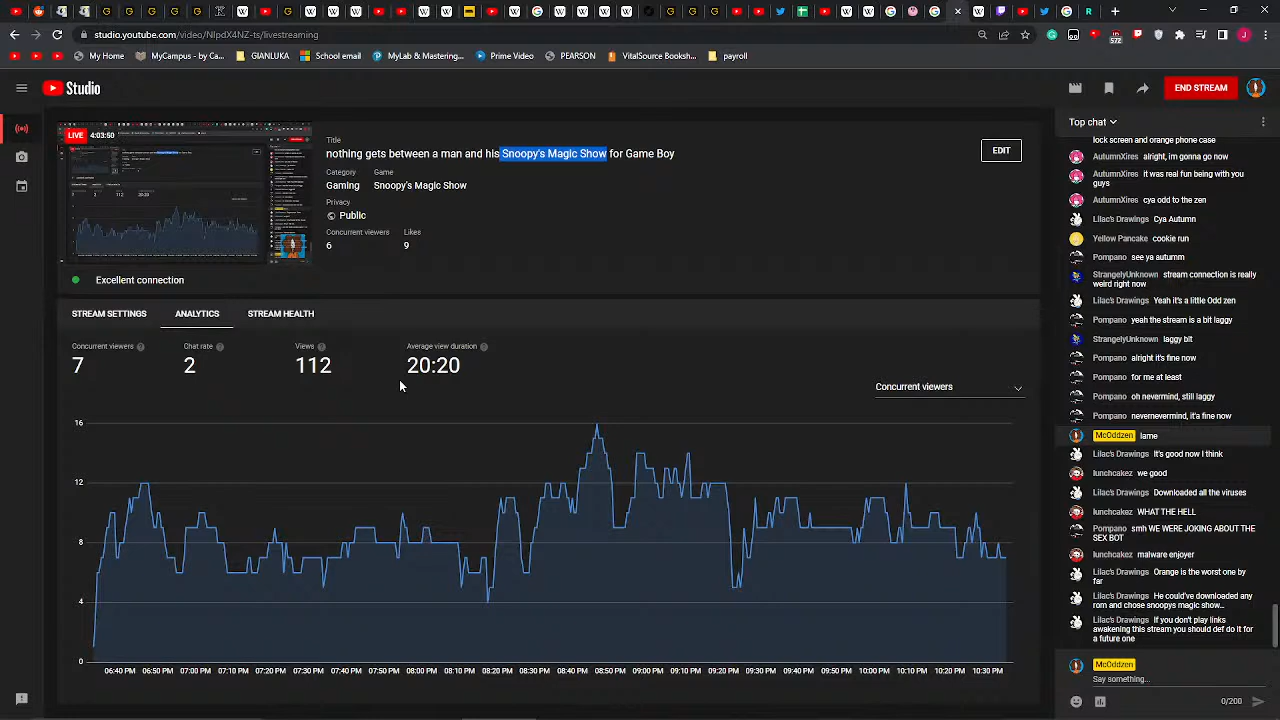 studio.youtube.com/video/NIpdX4NZ-ts/livestreaming
My Home
MyCampus - by Ca...
GIANLUKA
School email
MyLab & Mastering...
Prime Video
PEARSON
VitalSource Booksh...
payroll
Studio
END STREAM
LIVE 4:03:50
Title
nothing gets between a man and his Snoopy's Magic Show for Game Boy
EDIT
Category Game
Gaming Snoopy's Magic Show
Privacy
Public
Concurrent viewers Likes
6 9
Excellent connection
STREAM SETTINGS ANALYTICS STREAM HEALTH
Concurrent viewers Chat rate Views Average view duration
7 2 112 20:20
Concurrent viewers
16
12
8
4
0
06:40 PM 06:50 PM 07:00 PM 07:10 PM 07:20 PM 07:30 PM 07:40 PM 07:50 PM 08:00 PM 08:10 PM 08:20 PM 08:30 PM 08:40 PM 08:50 PM 09:00 PM 09:10 PM 09:20 PM 09:30 PM 09:40 PM 09:50 PM 10:00 PM 10:10 PM 10:20 PM 10:30 PM
Top chat
lock screen and orange phone case
AutumnXires alright, im gonna go now
AutumnXires it was real fun being with you
guys
AutumnXires cya odd to the zen
Lilac's Drawings Cya Autumn
Yellow Pancake cookie run
Pompano see ya autumn
StrangelyUnknown stream connection is really
weird right now
Lilac's Drawings Yeah it's a little Odd zen
Pompano yeah the stream is a bit laggy
StrangelyUnknown laggy bit
Pompano alright it's fine now
Pompano for me at least
Pompano oh nevermind, still laggy
Pompano nevernevermind, it's fine now
McOddzen lame
Lilac's Drawings It's good now I think
lunchcakez we good
Lilac's Drawings Downloaded all the viruses
lunchcakez WHAT THE HELL
Pompano smh WE WERE JOKING ABOUT THE
SEX BOT
lunchcakez malware enjoyer
Lilac's Drawings Orange is the worst one by
far
Lilac's Drawings He could've downloaded any
rom and chose snoopys magic show...
Lilac's Drawings If you don't play links
awakening this stream you should def do it for
a future one
McOddzen
Say something...
0/200